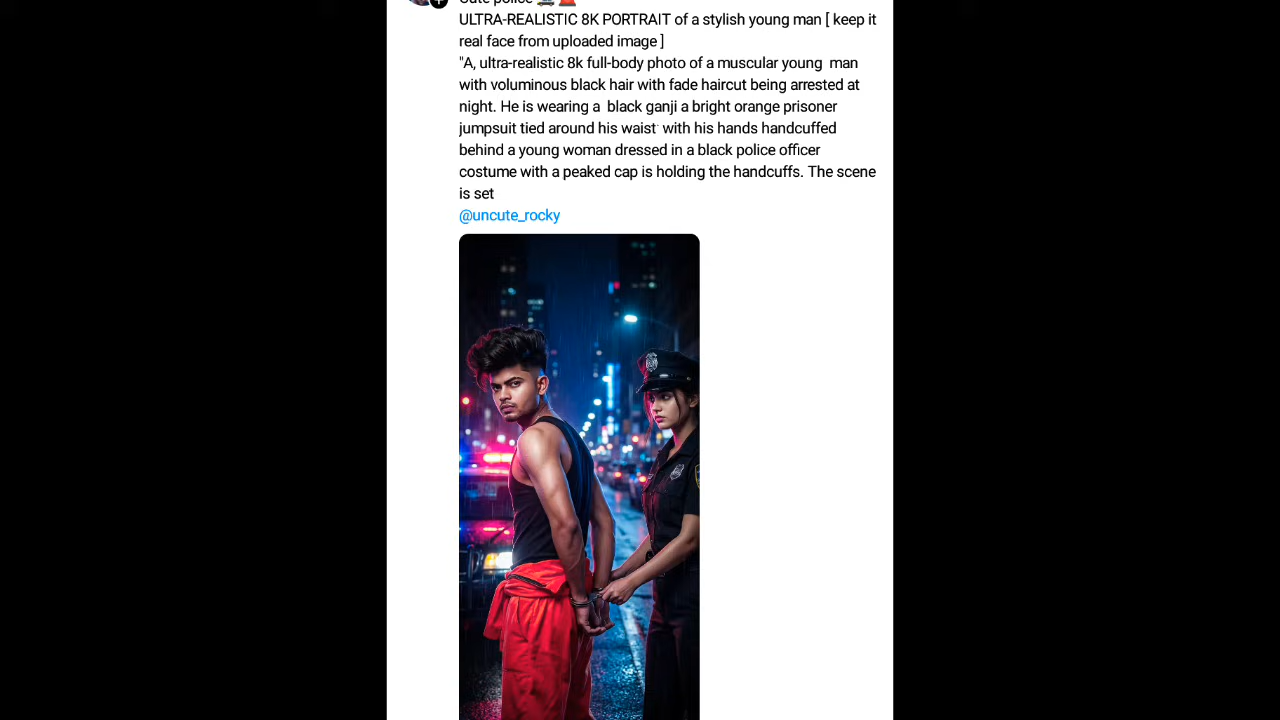 Cute police 🚓🚨
ULTRA-REALISTIC 8K PORTRAIT of a stylish young man [ keep it
real face from uploaded image ]
"A, ultra-realistic 8k full-body photo of a muscular young  man
with voluminous black hair with fade haircut being arrested at
night. He is wearing a  black ganji a bright orange prisoner
jumpsuit tied around his waist with his hands handcuffed
behind a young woman dressed in a black police officer
costume with a peaked cap is holding the handcuffs. The scene
is set
@uncute_rocky